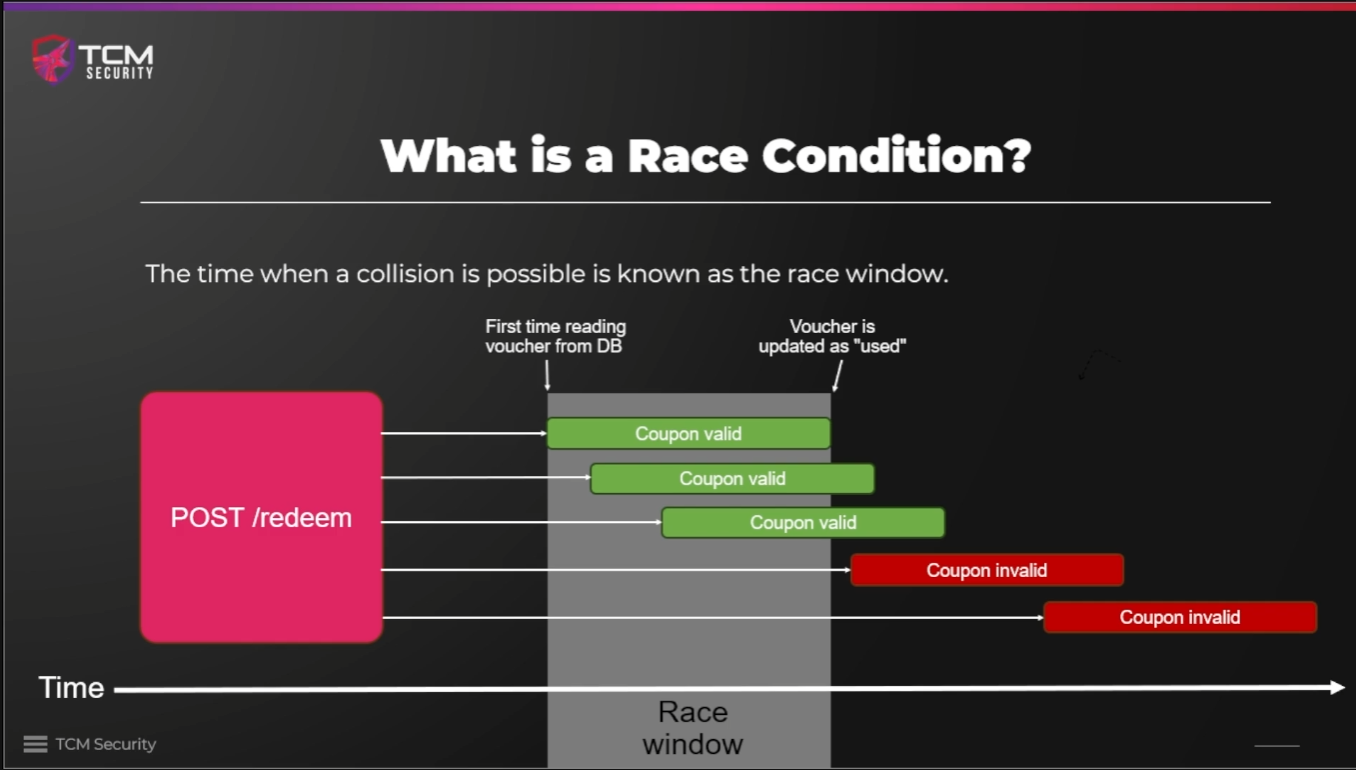 TCM
SECURITY
What is a Race Condition?
The time when a collision is possible is known as the race window.
First time reading
voucher from DB
Voucher is
updated as "used"
POST /redeem
Coupon valid
Coupon valid
Coupon valid
Coupon invalid
Coupon invalid
Time
Race
window
TCM Security